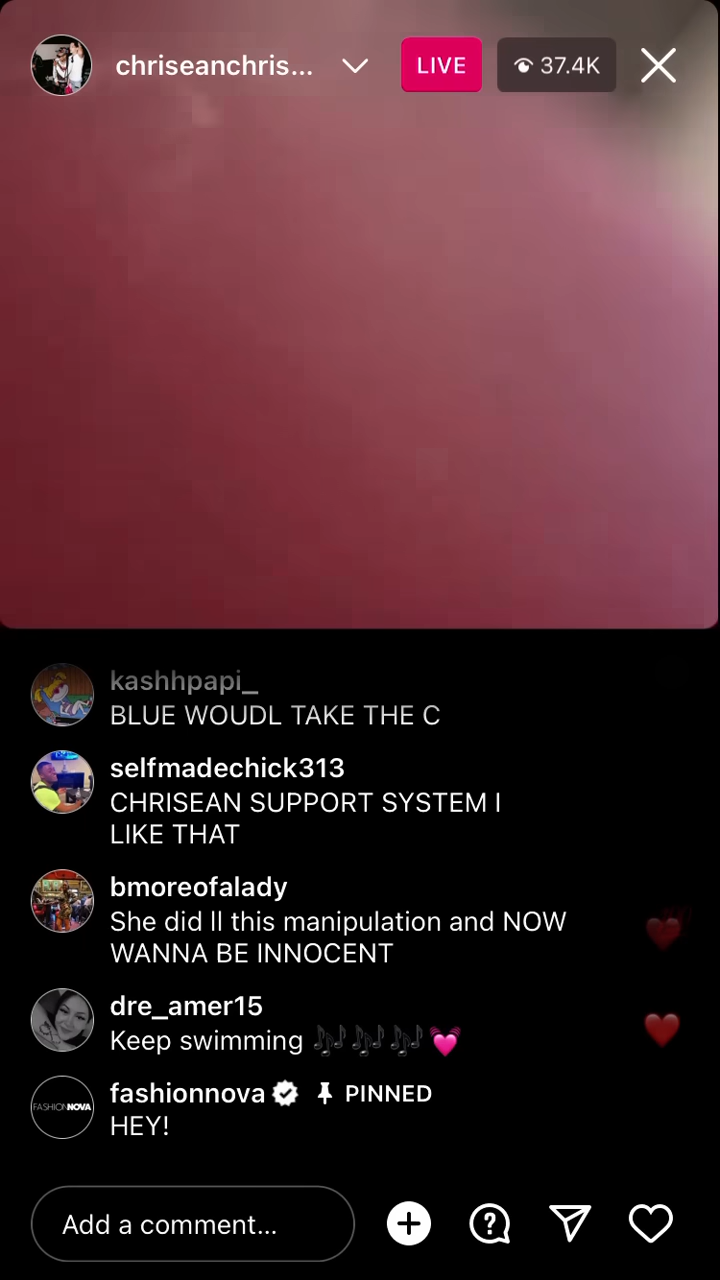 chriseanchris...
LIVE
37.4K
kashhpapi_
BLUE WOUDL TAKE THE C
selfmadechick313
CHRISEAN SUPPORT SYSTEM I
LIKE THAT
bmoreofalady
She did ll this manipulation and NOW
WANNA BE INNOCENT
dre_amer15
Keep swimming 🎶🎶🎶💓
FASHIONNOVA
fashionnova PINNED
HEY!
Add a comment...